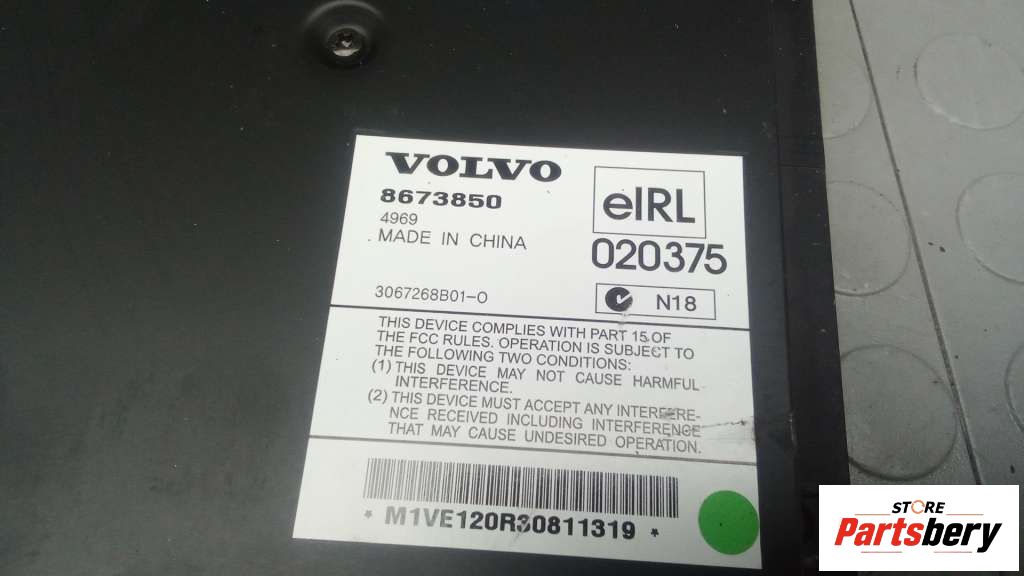 VOLVO
8673850
4969
MADE IN CHINA
3067268B01-O
eIRL
020375
N18
THIS DEVICE COMPLIES WITH PART 15 OF
THE FCC RULES. OPERATION IS SUBJECT TO
THE FOLLOWING TWO CONDITIONS:
(1) THIS DEVICE MAY NOT CAUSE HARMFUL
INTERFERENCE.
(2) THIS DEVICE MUST ACCEPT ANY INTERFERE-
NCE RECEIVED INCLUDING INTERFERENCE
THAT MAY CAUSE UNDESIRED OPERATION.
* M1VE120R30811319 *
STORE
Partsbery